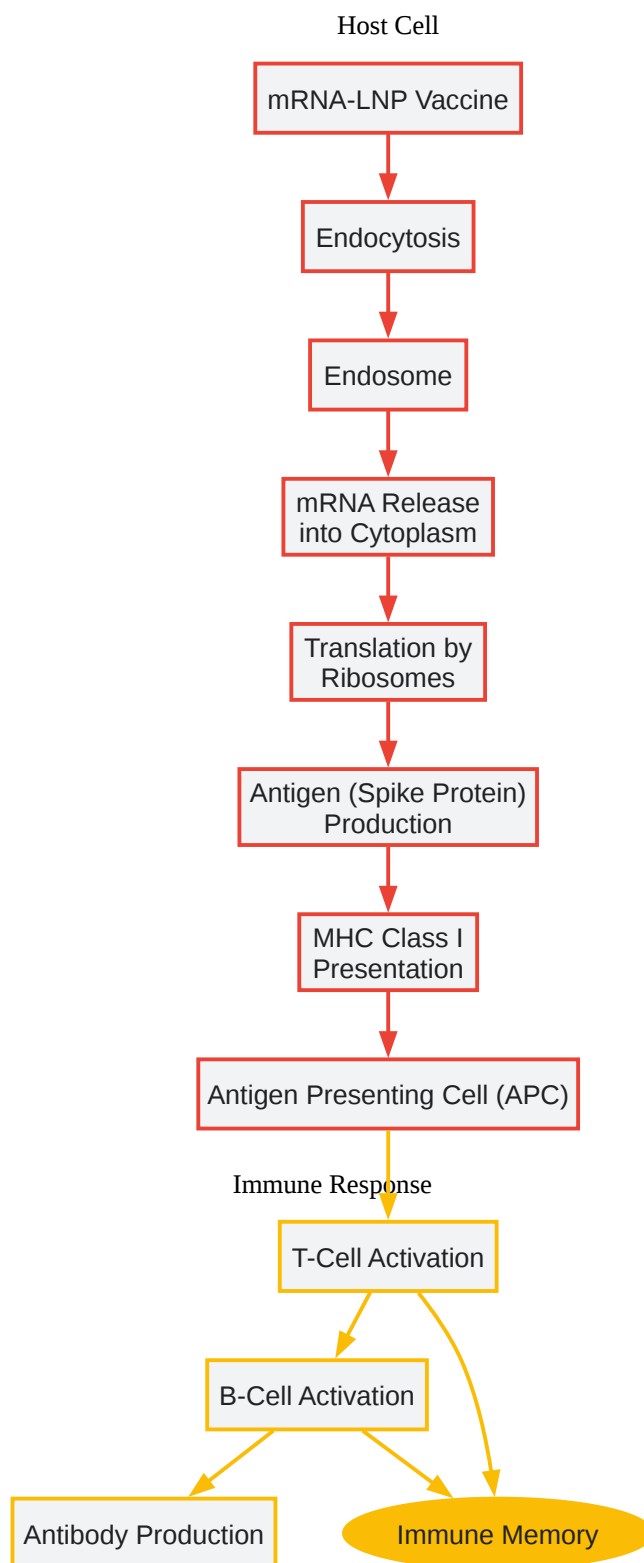 Host Cell
mRNA-LNP Vaccine
Endocytosis
Endosome
mRNA Release
into Cytoplasm
Translation by
Ribosomes
Antigen (Spike Protein)
Production
MHC Class I
Presentation
Antigen Presenting Cell (APC)
Immune Response
T-Cell Activation
B-Cell Activation
Antibody Production
Immune Memory